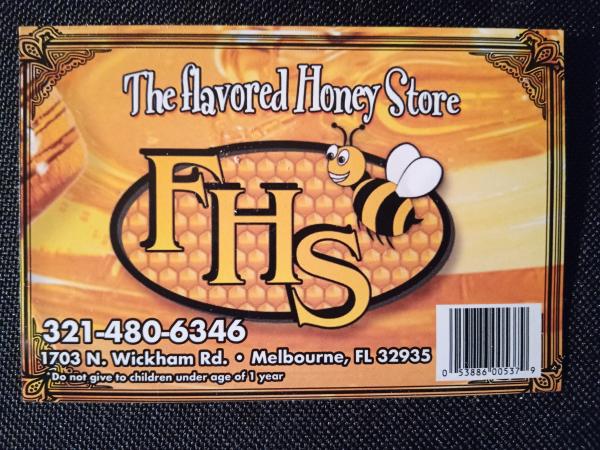 The flavored Honey Store
FHS
321-480-6346
1703 N. Wickham Rd. • Melbourne, FL 32935
Do not give to children under age of 1 year
0 53886 00537 9